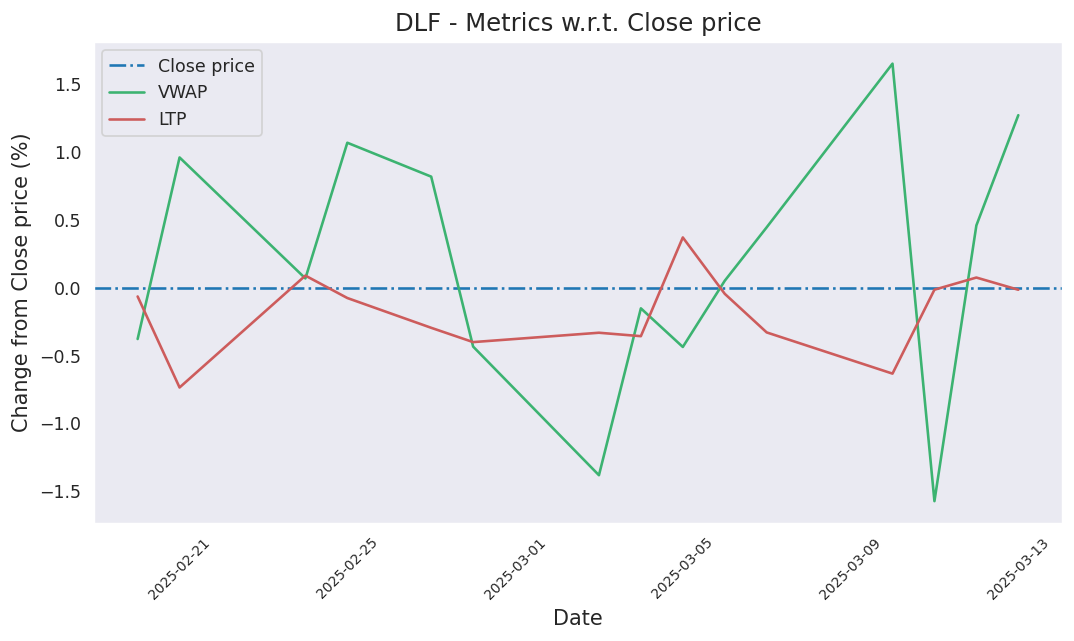 DLF - Metrics w.r.t. Close price
Close price
VWAP
LTP
Change from Close price (%)
1.5
1.0
0.5
0.0
−0.5
−1.0
−1.5
2025-02-21
2025-02-25
2025-03-01
2025-03-05
2025-03-09
2025-03-13
Date